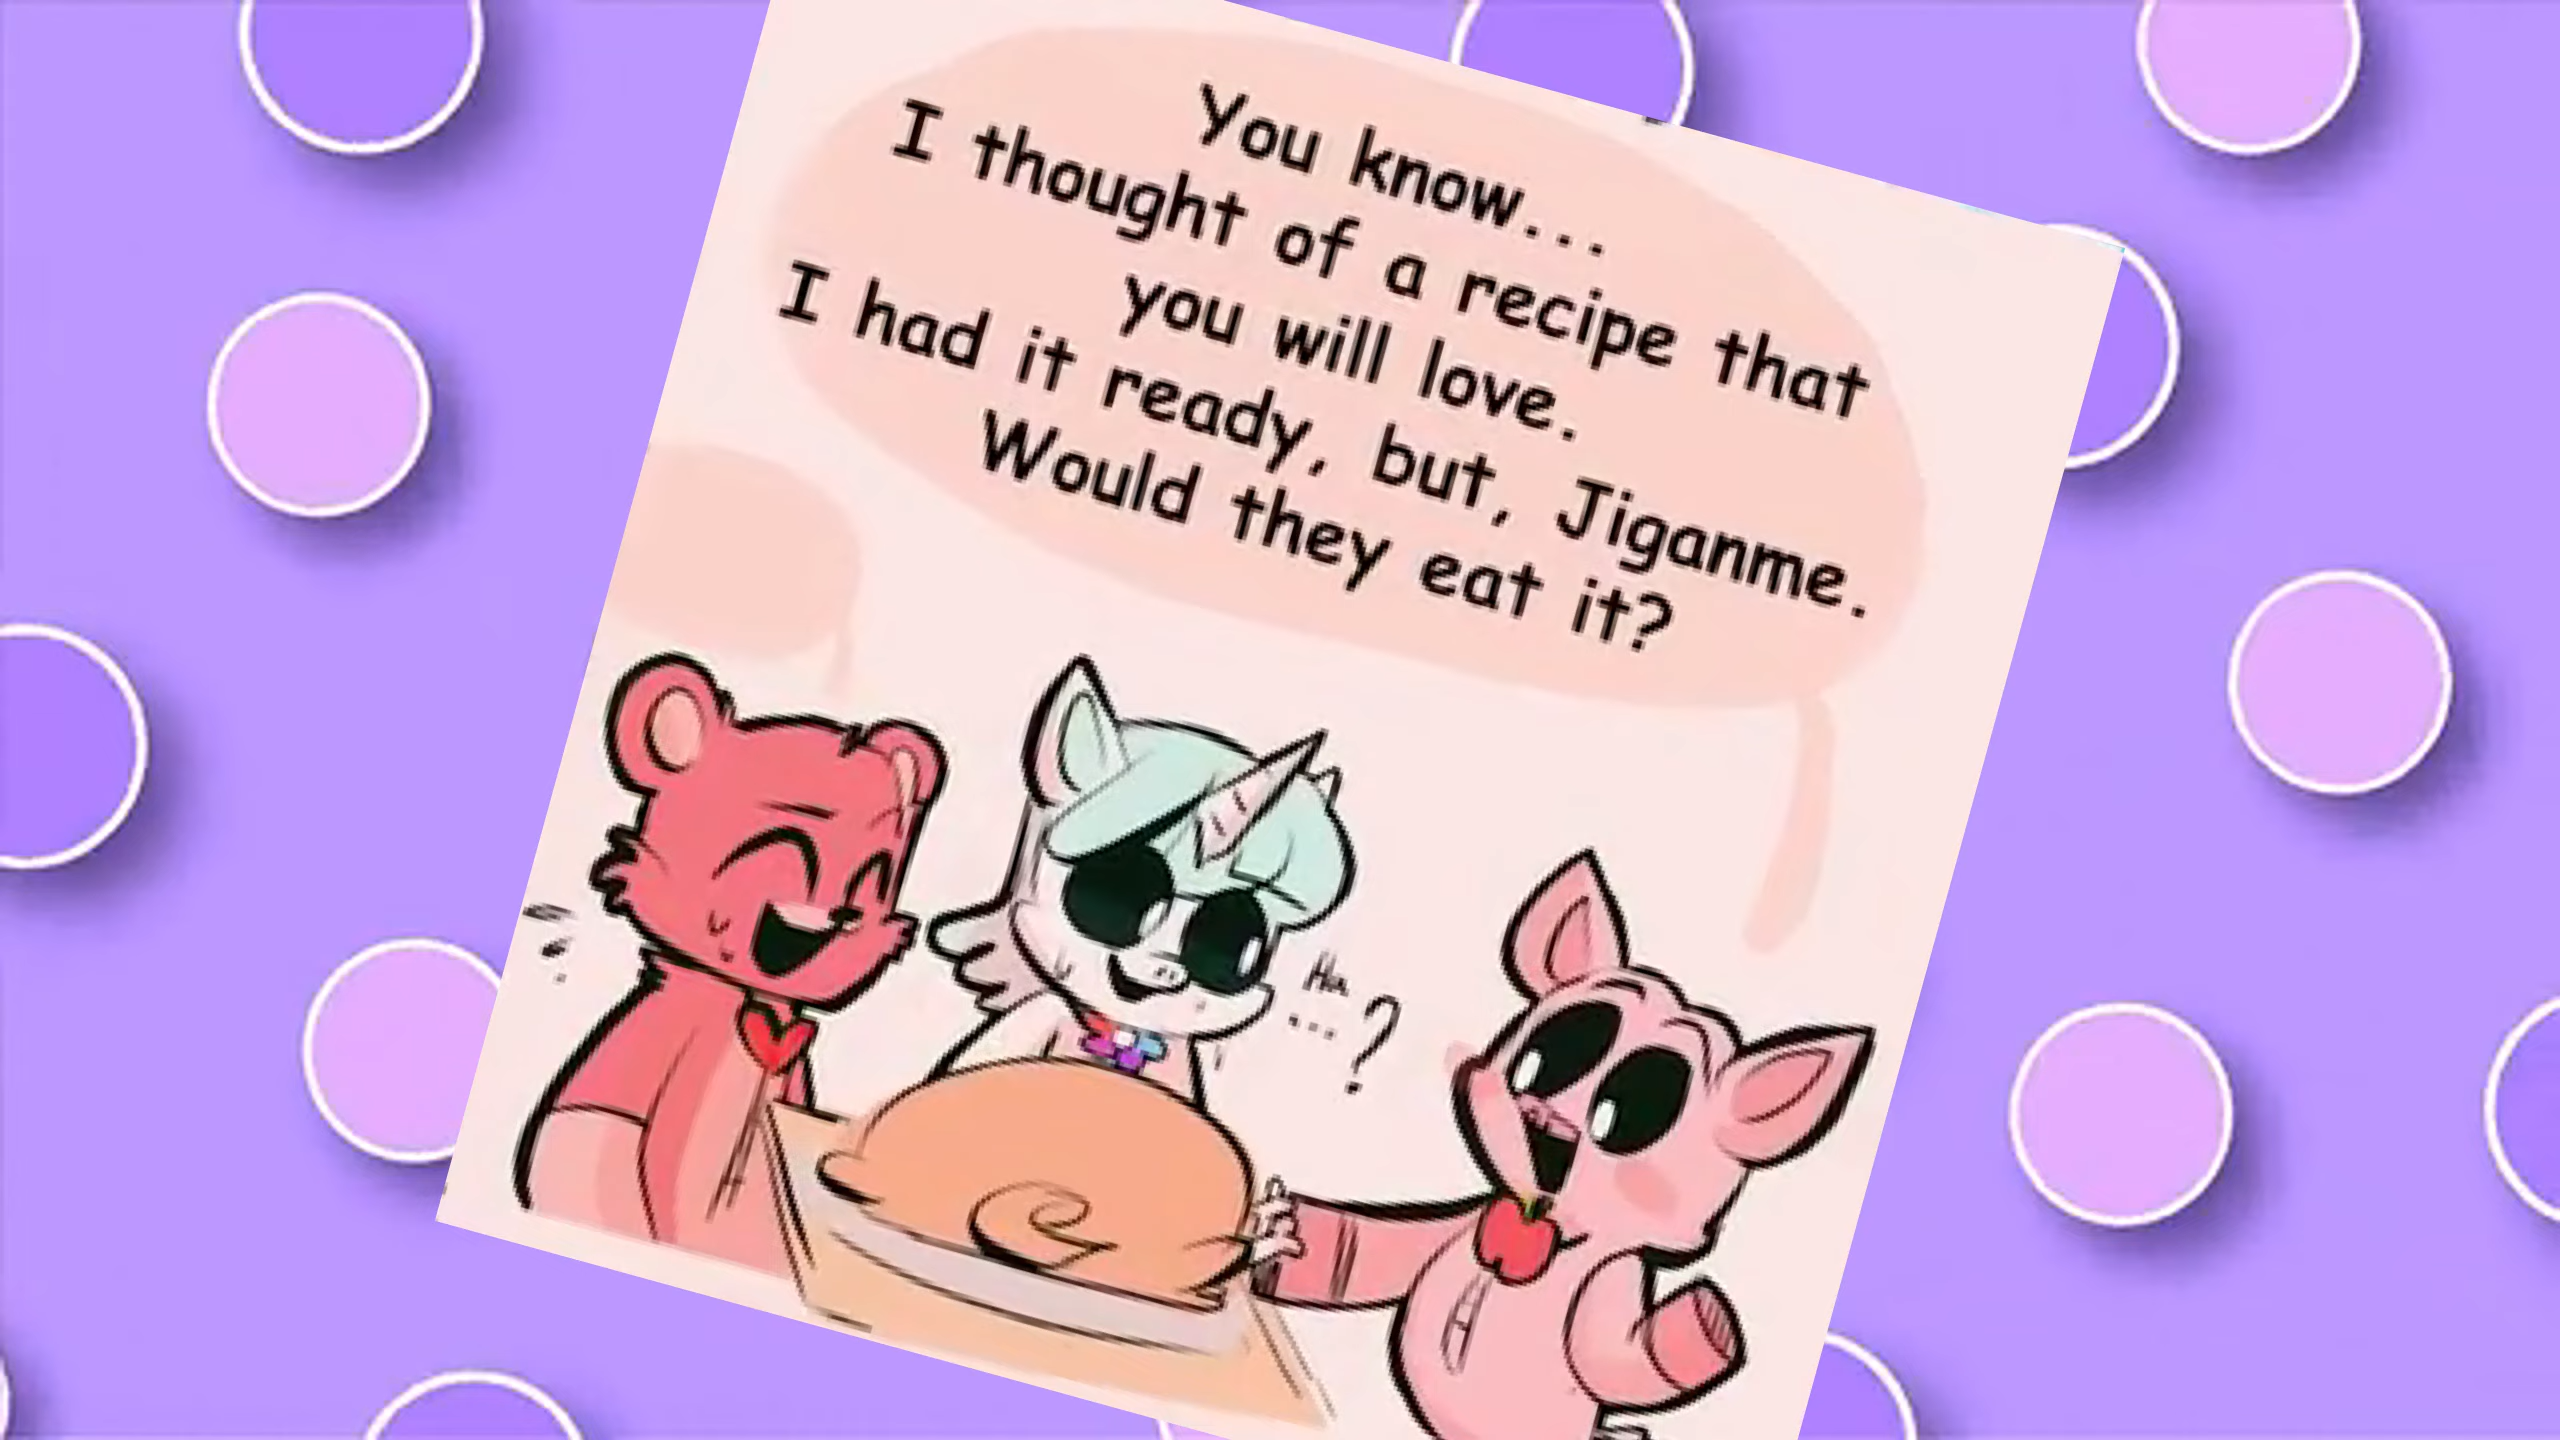 You know...
I thought of a recipe that
you will love.
I had it ready, but, Jiganme.
Would they eat it?
Ha
...?